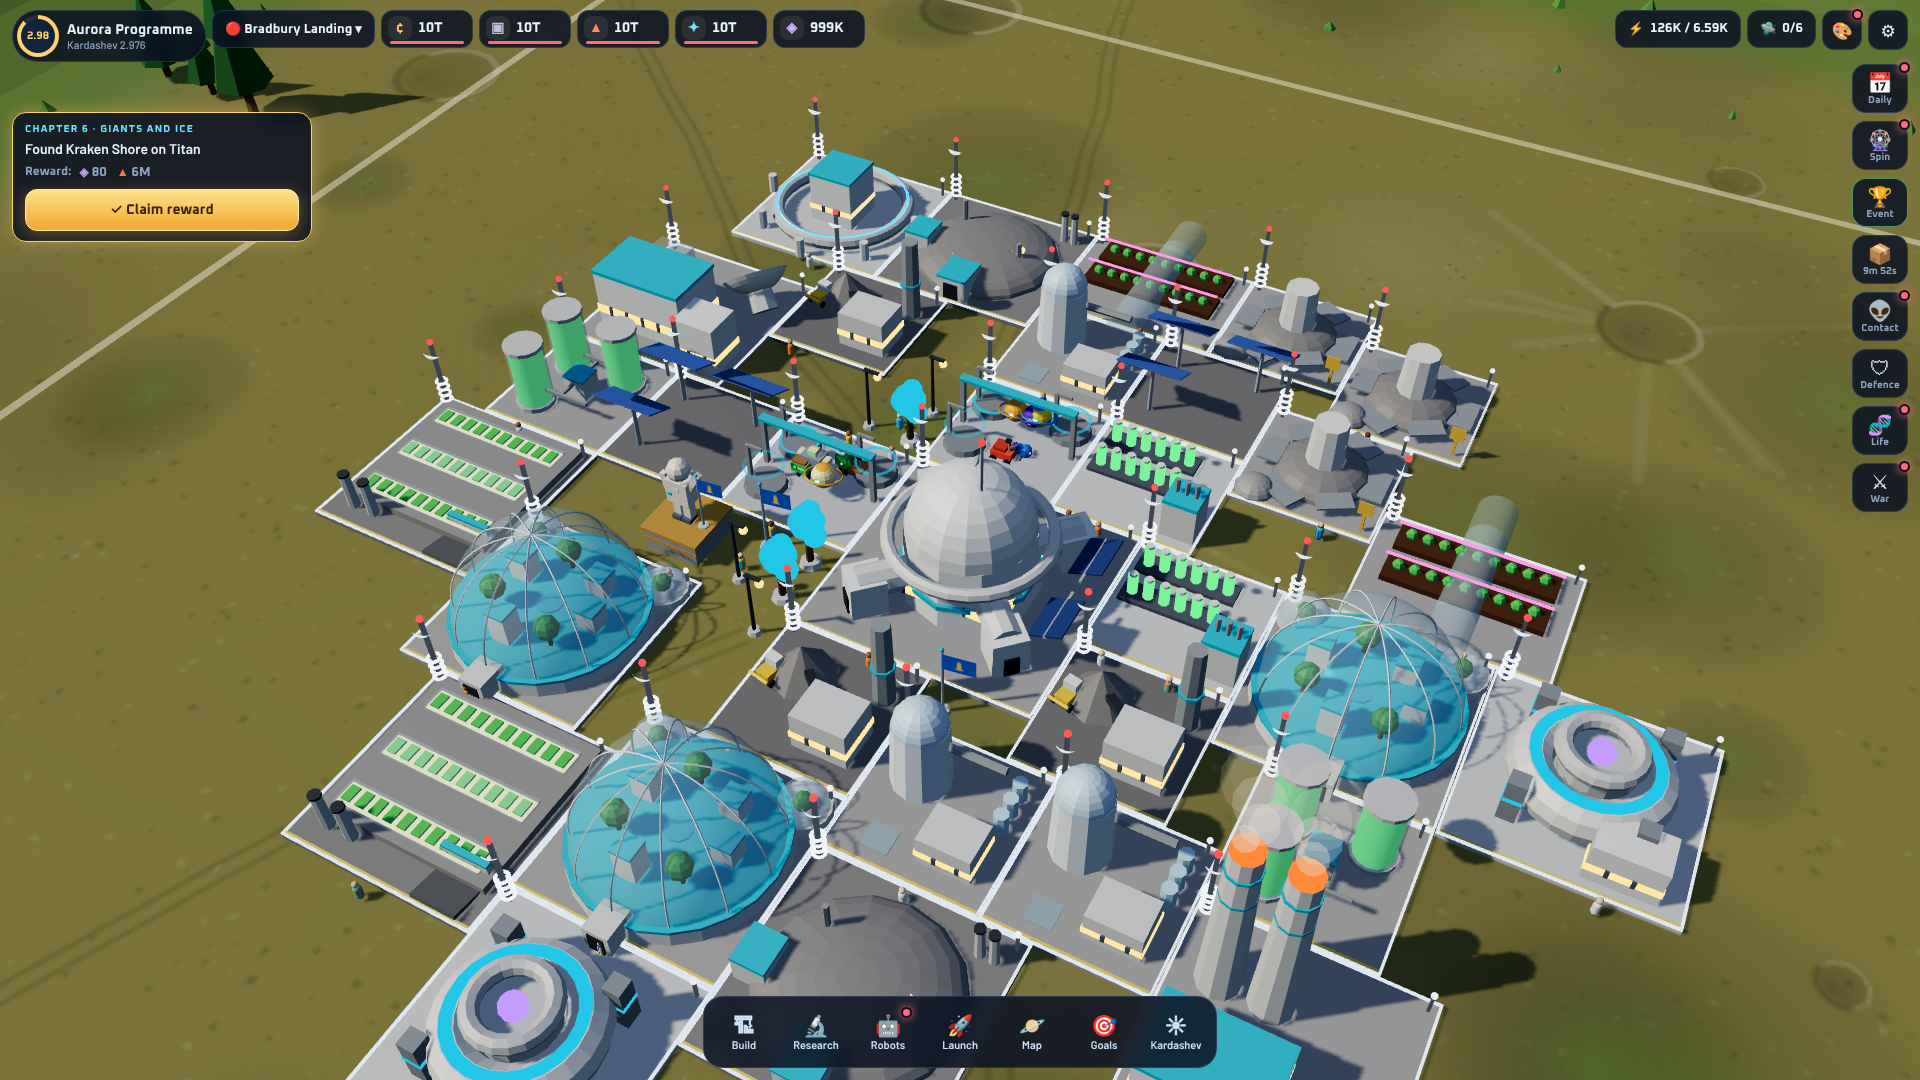 2.98
Aurora Programme
Kardashev 2.976
Bradbury Landing ▾
¢ 10T
10T
10T
10T
999K
126K / 6.59K
0/6
CHAPTER 6 · GIANTS AND ICE
Found Kraken Shore on Titan
Reward: 80 6M
✓ Claim reward
July
17
Daily
Spin
Event
9m 52s
Contact
Defence
Life
War
Build
Research
Robots
Launch
Map
Goals
Kardashev